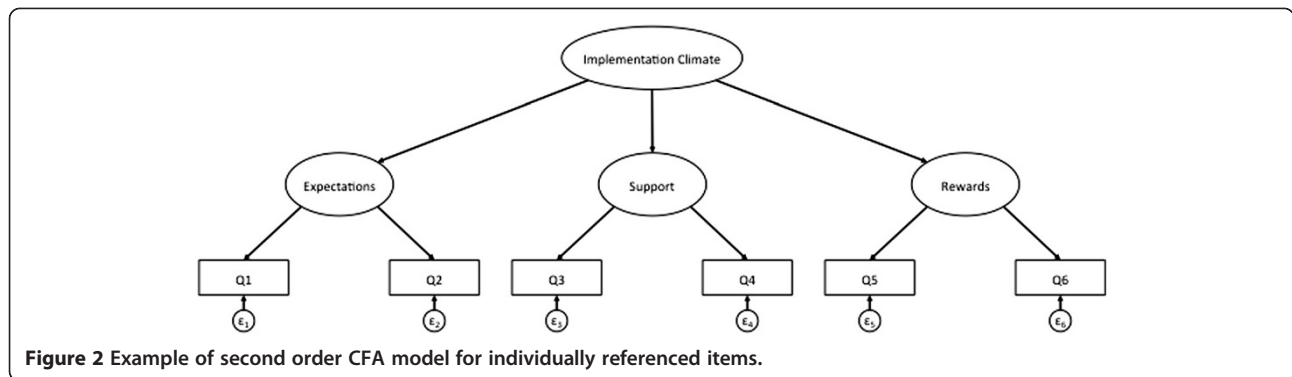 Implementation Climate
Expectations Support Rewards
Q1 Q2 Q3 Q4 Q5 Q6
ε1 ε2 ε3 ε4 ε5 ε6
Figure 2 Example of second order CFA model for individually referenced items.